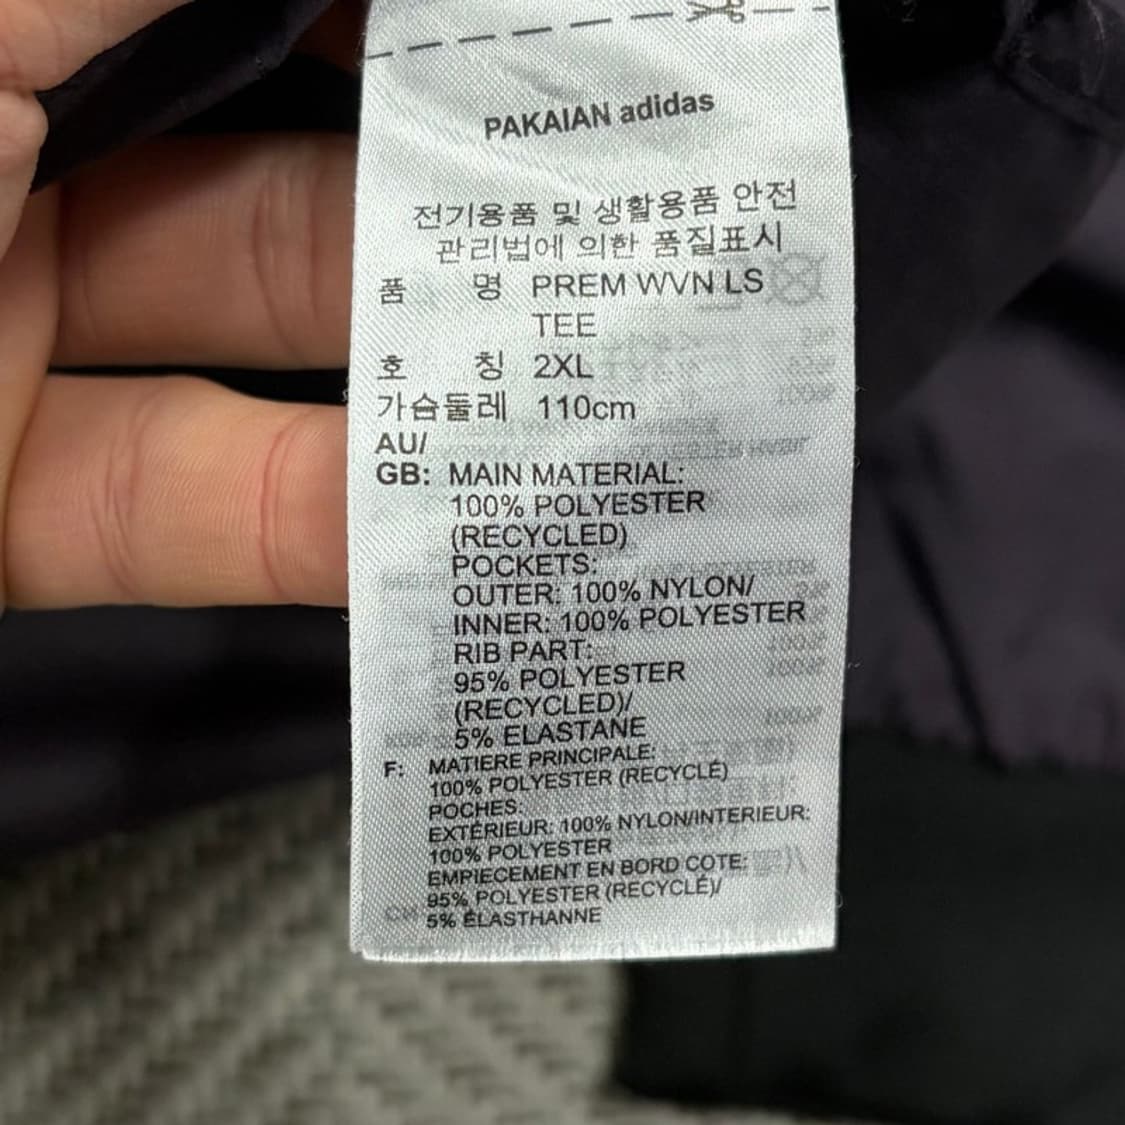 PAKAIAN adidas
전기용품 및 생활용품 안전
관리법에 의한 품질표시
품 명 PREM WVN LS
TEE
호 칭 2XL
가슴둘레 110cm
AU/
GB: MAIN MATERIAL:
100% POLYESTER
(RECYCLED)
POCKETS:
OUTER: 100% NYLON/
INNER: 100% POLYESTER
RIB PART:
95% POLYESTER
(RECYCLED)/
5% ELASTANE
F: MATIERE PRINCIPALE:
100% POLYESTER (RECYCLÉ)
POCHES:
EXTÉRIEUR: 100% NYLON/INTERIEUR:
100% POLYESTER
EMPIECEMENT EN BORD COTE:
95% POLYESTER (RECYCLÉ)/
5% ÉLASTHANNE